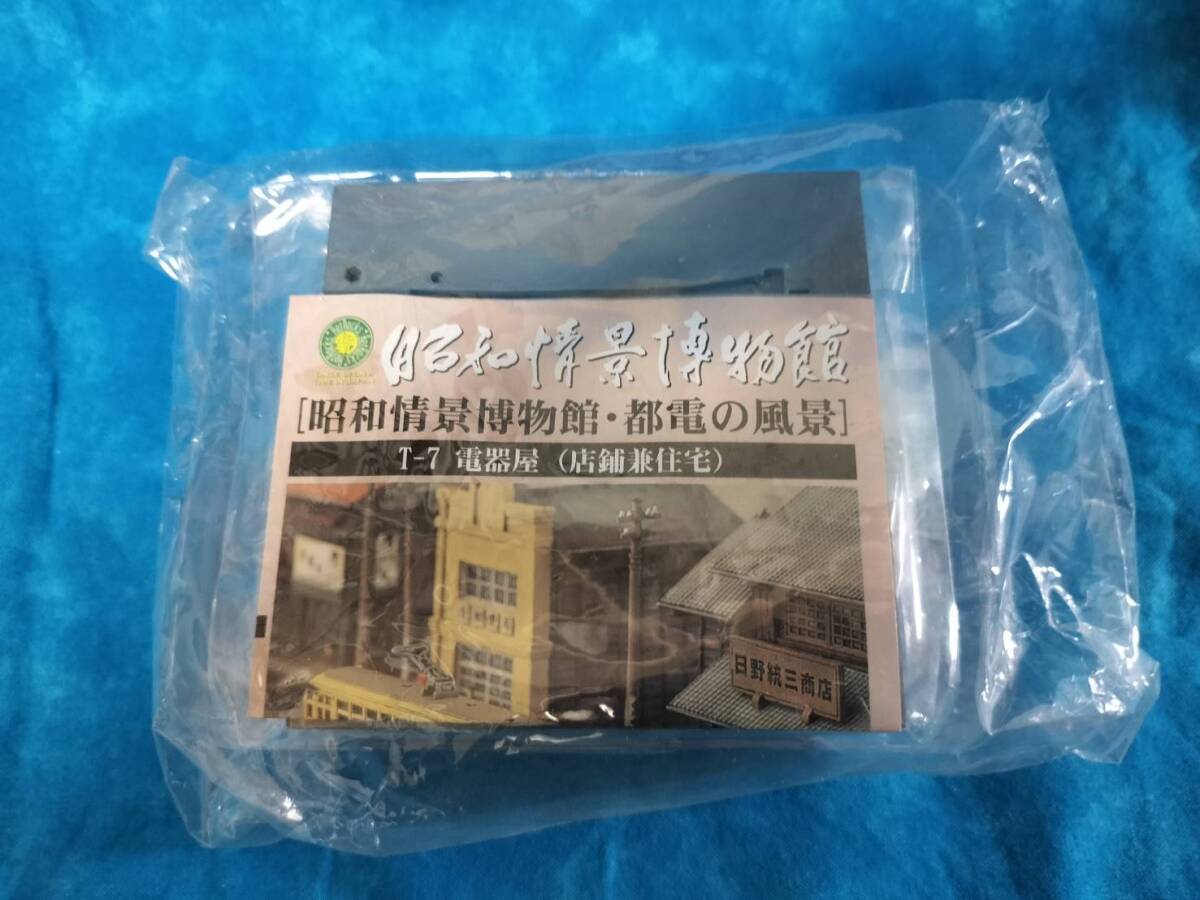 昭和情景博物館
[昭和情景博物館・都電の風景]
T-7 電器屋（店鋪兼住宅）
日野統三商店